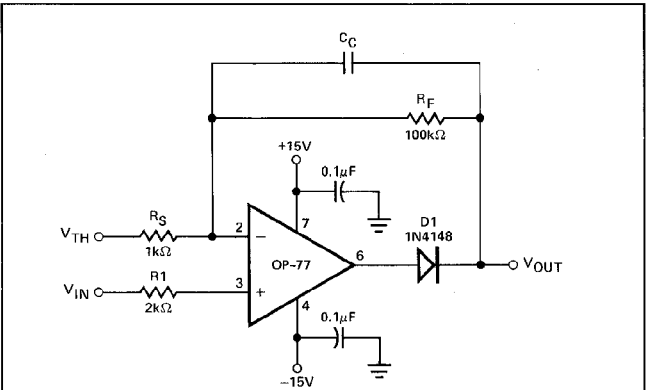 CC
RF
100kΩ
+15V
0.1μF
7
VTH
RS
1kΩ
2
−
OP-77
6
D1
1N4148
VOUT
VIN
R1
2kΩ
3
+
4
0.1μF
−15V